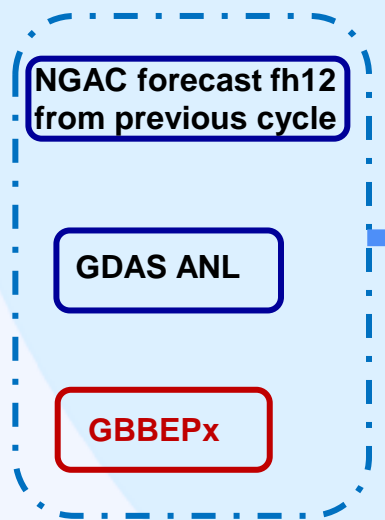 NGAC forecast fh12
from previous cycle
GDAS ANL
GBBEPx